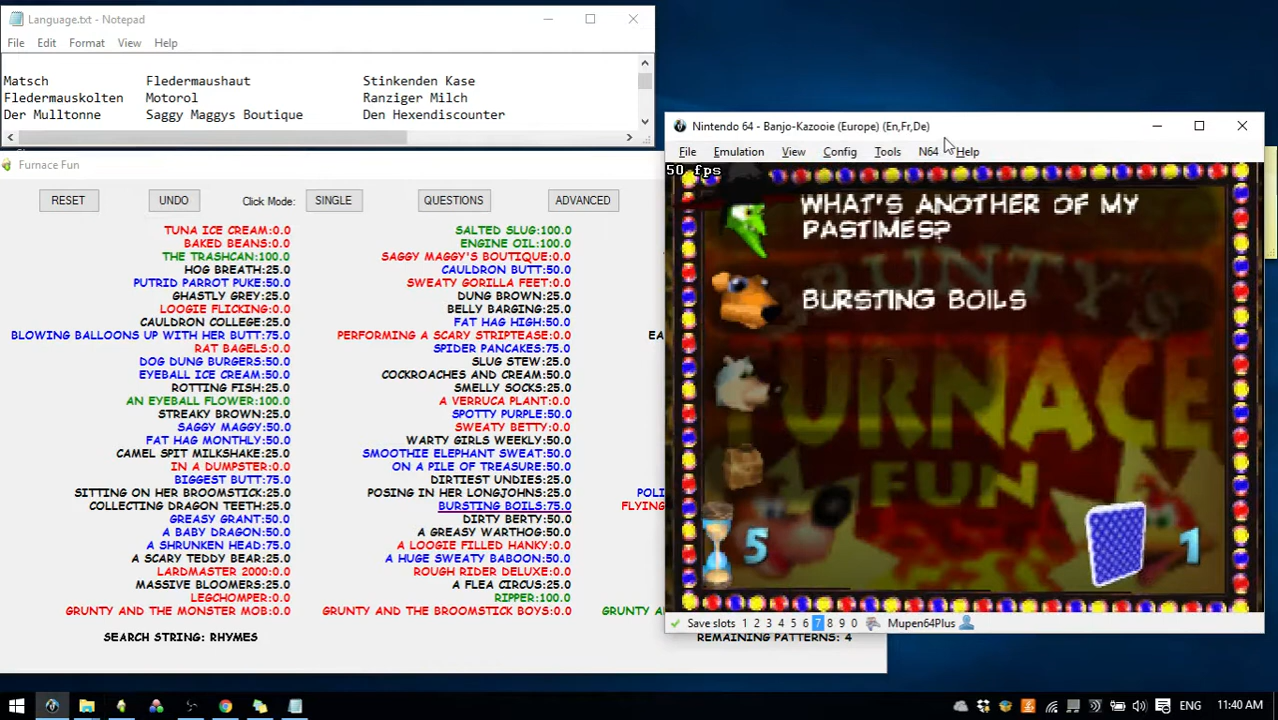 Language.txt - Notepad
File Edit Format View Help
Matsch Fledermaushaut Stinkenden Kase
Fledermauskolten Motorol Ranziger Milch
Der Mulltonne Saggy Maggys Boutique Den Hexendiscounter
Furnace Fun
RESET UNDO Click Mode: SINGLE QUESTIONS ADVANCED
TUNA ICE CREAM:0.0 SALTED SLUG:100.0
BAKED BEANS:0.0 ENGINE OIL:100.0
THE TRASHCAN:100.0 SAGGY MAGGY'S BOUTIQUE:0.0
HOG BREATH:25.0 CAULDRON BUTT:50.0
PUTRID PARROT PUKE:50.0 SWEATY GORILLA FEET:0.0
GHASTLY GREY:25.0 DUNG BROWN:25.0
LOOGIE FLICKING:0.0 BELLY BARGING:25.0
CAULDRON COLLEGE:25.0 FAT HAG HIGH:50.0
BLOWING BALLOONS UP WITH HER BUTT:75.0 PERFORMING A SCARY STRIPTEASE:0.0 EA
RAT BAGELS:0.0 SPIDER PANCAKES:75.0
DOG DUNG BURGERS:50.0 SLUG STEW:25.0
EYEBALL ICE CREAM:50.0 COCKROACHES AND CREAM:25.0
ROTTING FISH:25.0 SMELLY SOCKS:25.0
AN EYEBALL FLOWER:100.0 A VERRUCA PLANT:0.0
STREAKY BROWN:25.0 SPOTTY PURPLE:50.0
SAGGY MAGGY:50.0 SWEATY BETTY:0.0
FAT HAG MONTHLY:50.0 WARTY GIRLS WEEKLY:50.0
CAMEL SPIT MILKSHAKE:25.0 SMOOTHIE ELEPHANT SWEAT:50.0
IN A DUMPSTER:0.0 ON A PILE OF TREASURE:50.0
BIGGEST BUTT:75.0 DIRTIEST UNDIES:25.0
SITTING ON HER BROOMSTICK:25.0 POSING IN HER LONGJOHNS:25.0 POLI
COLLECTING DRAGON TEETH:25.0 BURSTING BOILS:75.0 FLYING
GREASY GRANT:50.0 DIRTY BERTY:50.0
A BABY DRAGON:50.0 A GREASY WARTHOG:50.0
A SHRUNKEN HEAD:75.0 A LOOGIE FILLED HANKY:0.0
A SCARY TEDDY BEAR:25.0 A HUGE SWEATY BABOON:50.0
LARDMASTER 2000:0.0 ROUGH RIDER DELUXE:0.0
MASSIVE BLOOMERS:25.0 A FLEA CIRCUS:25.0
LEGCHOMPER:0.0 RIPPER:100.0
GRUNTY AND THE MONSTER MOB:0.0 GRUNTY AND THE BROOMSTICK BOYS:0.0 GRUNTY A
SEARCH STRING: RHYMES REMAINING PATTERNS: 4
Nintendo 64 - Banjo-Kazooie (Europe) (En,Fr,De)
File Emulation View Config Tools N64 Help
50 fps
WHAT'S ANOTHER OF MY
PASTIMES?
BURSTING BOILS
GRUNTY'S
FURNACE
FUN
5 1
Save slots 1 2 3 4 5 6 7 8 9 0 Mupen64Plus
ENG 11:40 AM